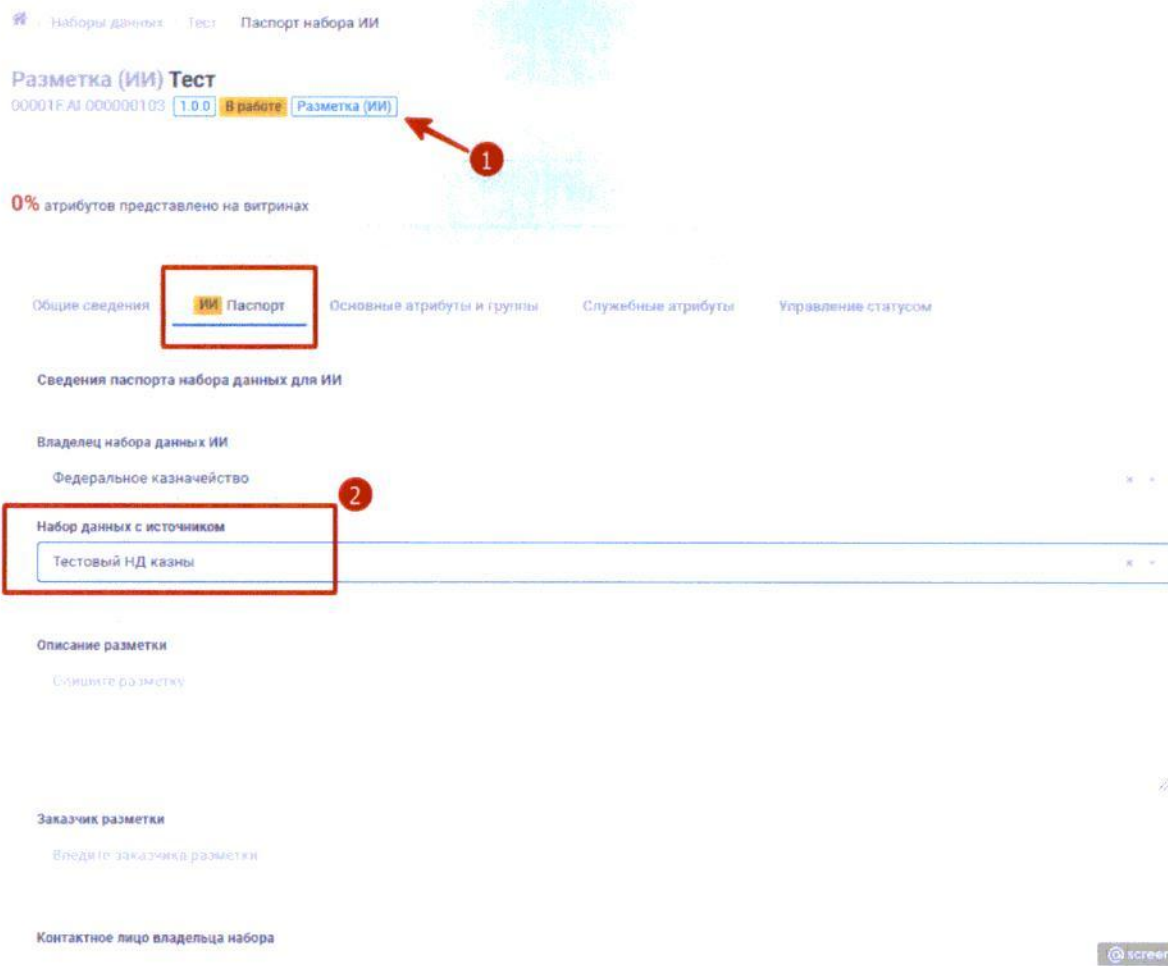 Наборы данных Тест Паспорт набора ИИ
Разметка (ИИ) Тест
00001F.AI.000000103 1.0.0 В работе Разметка (ИИ)
1
0% атрибутов представлено на витринах
Общие сведения ИИ Паспорт Основные атрибуты и группы Служебные атрибуты Управление статусом
Сведения паспорта набора данных для ИИ
Владелец набора данных ИИ
Федеральное казначейство
2
Набор данных с источником
Тестовый НД казны
Описание разметки
Опишите разметку
Заказчик разметки
Введите заказчика разметки
Контактное лицо владельца набора
screen